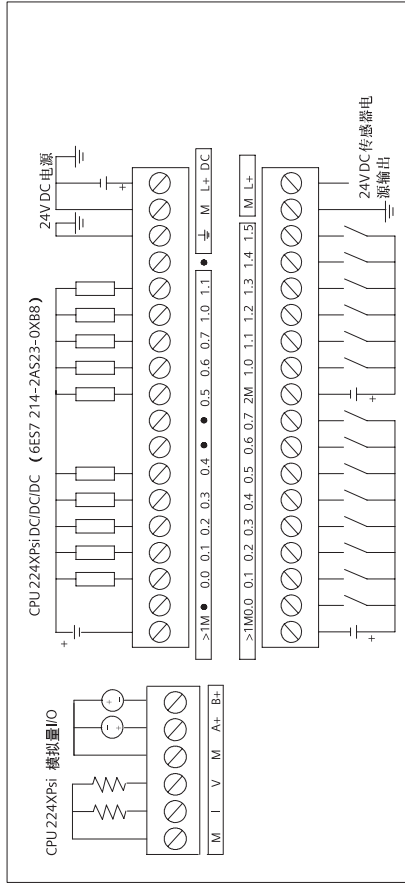 CPU 224XPsi DC/DC/DC （6ES7 214-2AS23-0XB8）
24V DC 电源
+
+
>1M ● 0.0 0.1 0.2 0.3 0.4 ● ● 0.5 0.6 0.7 1.0 1.1 ● ⏚ M L+ DC
>1M0.0 0.1 0.2 0.3 0.4 0.5 0.6 0.7 2M 1.0 1.1 1.2 1.3 1.4 1.5 M L+
+
+
24V DC 传感器电
源输出
CPU 224XPsi 模拟量I/O
- +
+ -
M I V M A+ B+